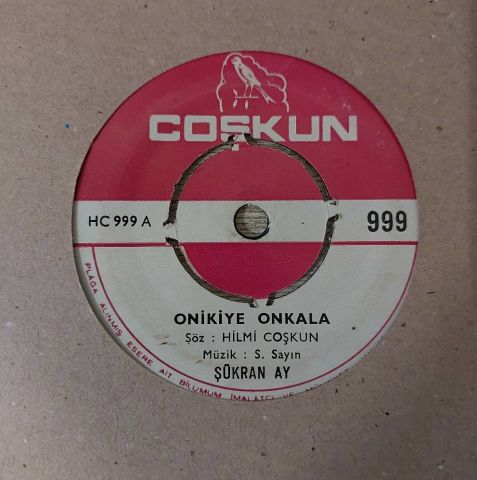 COŞKUN
HC 999 A
999
ONİKİYE ONKALA
Söz : HİLMİ COŞKUN
Müzik : S. Sayın
ŞÜKRAN AY
PLAĞA ALINMIŞ ESERE AİT BİLUMUM İMALATÇI VE